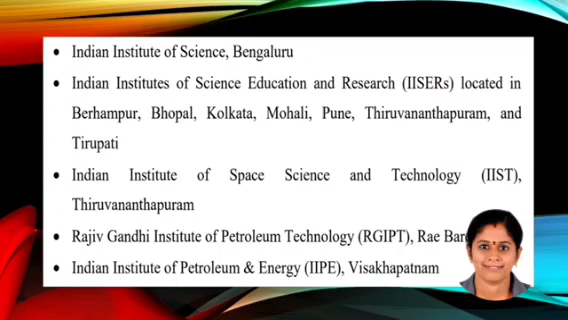 • Indian Institute of Science, Bengaluru
• Indian Institutes of Science Education and Research (IISERs) located in
Berhampur, Bhopal, Kolkata, Mohali, Pune, Thiruvananthapuram, and
Tirupati
• Indian Institute of Space Science and Technology (IIST),
Thiruvananthapuram
• Rajiv Gandhi Institute of Petroleum Technology (RGIPT), Rae
• Indian Institute of Petroleum & Energy (IIPE), Visakhapatnam